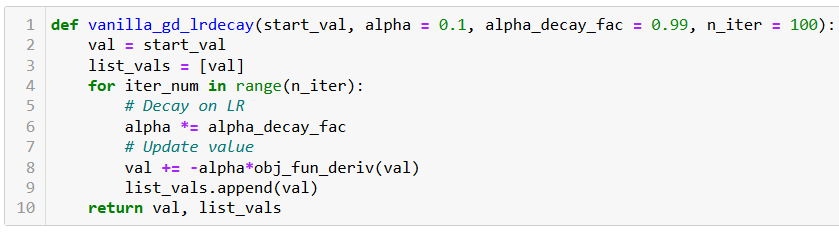 1 def vanilla_gd_lrdecay(start_val, alpha = 0.1, alpha_decay_fac = 0.99, n_iter = 100):
2     val = start_val
3     list_vals = [val]
4     for iter_num in range(n_iter):
5         # Decay on LR
6         alpha *= alpha_decay_fac
7         # Update value
8         val += -alpha*obj_fun_deriv(val)
9         list_vals.append(val)
10     return val, list_vals